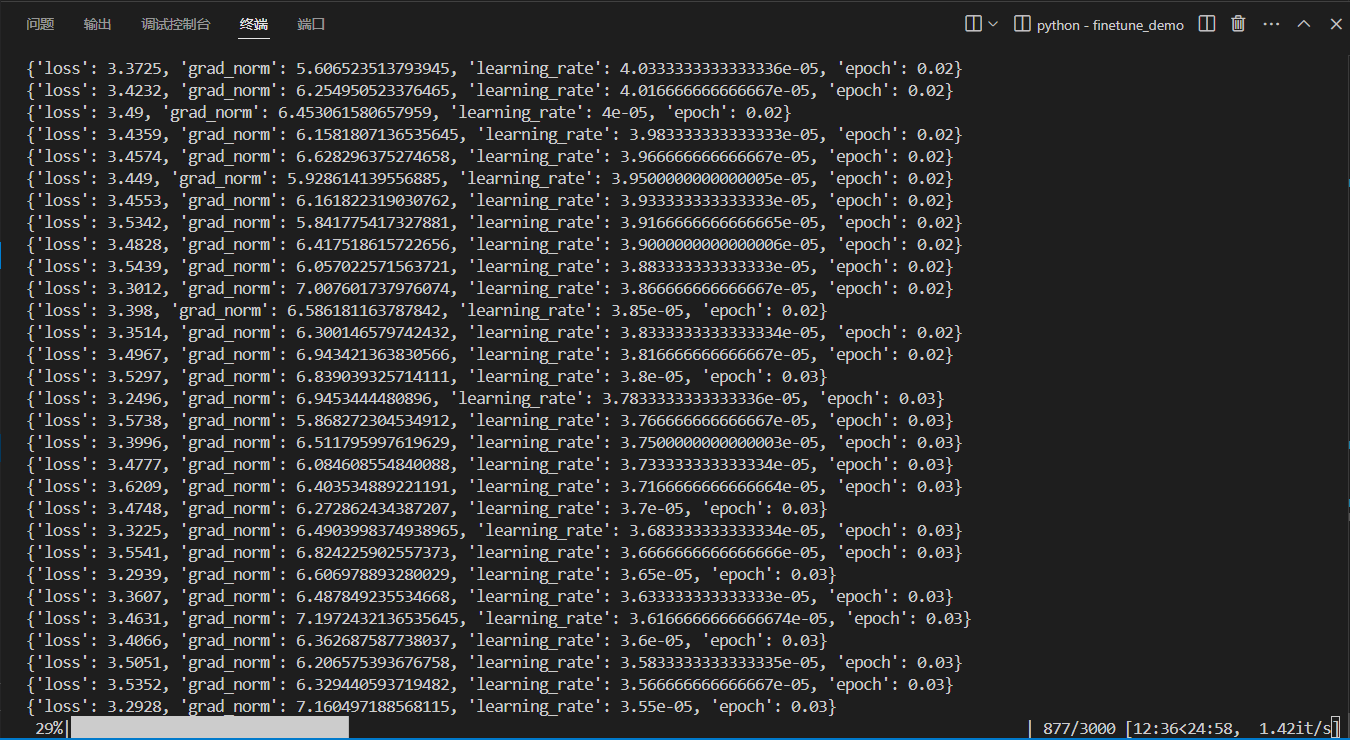 问题 输出 调试控制台 终端 端口 python - finetune_demo
{'loss': 3.3725, 'grad_norm': 5.606523513793945, 'learning_rate': 4.0333333333333336e-05, 'epoch': 0.02}
{'loss': 3.4232, 'grad_norm': 6.254950523376465, 'learning_rate': 4.016666666666667e-05, 'epoch': 0.02}
{'loss': 3.49, 'grad_norm': 6.453061580657959, 'learning_rate': 4e-05, 'epoch': 0.02}
{'loss': 3.4359, 'grad_norm': 6.1581807136535645, 'learning_rate': 3.983333333333333e-05, 'epoch': 0.02}
{'loss': 3.4574, 'grad_norm': 6.628296375274658, 'learning_rate': 3.966666666666667e-05, 'epoch': 0.02}
{'loss': 3.449, 'grad_norm': 5.928614139556885, 'learning_rate': 3.9500000000000005e-05, 'epoch': 0.02}
{'loss': 3.4553, 'grad_norm': 6.161822319030762, 'learning_rate': 3.933333333333333e-05, 'epoch': 0.02}
{'loss': 3.5342, 'grad_norm': 5.841775417327881, 'learning_rate': 3.9166666666666665e-05, 'epoch': 0.02}
{'loss': 3.4828, 'grad_norm': 6.417518615722656, 'learning_rate': 3.9000000000000006e-05, 'epoch': 0.02}
{'loss': 3.5439, 'grad_norm': 6.057022571563721, 'learning_rate': 3.883333333333333e-05, 'epoch': 0.02}
{'loss': 3.3012, 'grad_norm': 7.007601737976074, 'learning_rate': 3.866666666666667e-05, 'epoch': 0.02}
{'loss': 3.398, 'grad_norm': 6.586181163787842, 'learning_rate': 3.85e-05, 'epoch': 0.02}
{'loss': 3.3514, 'grad_norm': 6.300146579742432, 'learning_rate': 3.8333333333333334e-05, 'epoch': 0.02}
{'loss': 3.4967, 'grad_norm': 6.943421363830566, 'learning_rate': 3.816666666666667e-05, 'epoch': 0.02}
{'loss': 3.5297, 'grad_norm': 6.839039325714111, 'learning_rate': 3.8e-05, 'epoch': 0.03}
{'loss': 3.2496, 'grad_norm': 6.9453444480896, 'learning_rate': 3.7833333333333336e-05, 'epoch': 0.03}
{'loss': 3.5738, 'grad_norm': 5.868272304534912, 'learning_rate': 3.766666666666667e-05, 'epoch': 0.03}
{'loss': 3.3996, 'grad_norm': 6.511795997619629, 'learning_rate': 3.7500000000000003e-05, 'epoch': 0.03}
{'loss': 3.4777, 'grad_norm': 6.084608554840088, 'learning_rate': 3.733333333333334e-05, 'epoch': 0.03}
{'loss': 3.6209, 'grad_norm': 6.403534889221191, 'learning_rate': 3.7166666666666664e-05, 'epoch': 0.03}
{'loss': 3.4748, 'grad_norm': 6.272862434387207, 'learning_rate': 3.7e-05, 'epoch': 0.03}
{'loss': 3.3225, 'grad_norm': 6.4903998374938965, 'learning_rate': 3.683333333333334e-05, 'epoch': 0.03}
{'loss': 3.5541, 'grad_norm': 6.824225902557373, 'learning_rate': 3.6666666666666666e-05, 'epoch': 0.03}
{'loss': 3.2939, 'grad_norm': 6.606978893280029, 'learning_rate': 3.65e-05, 'epoch': 0.03}
{'loss': 3.3607, 'grad_norm': 6.487849235534668, 'learning_rate': 3.633333333333333e-05, 'epoch': 0.03}
{'loss': 3.4631, 'grad_norm': 7.1972432136535645, 'learning_rate': 3.6166666666666674e-05, 'epoch': 0.03}
{'loss': 3.4066, 'grad_norm': 6.362687587738037, 'learning_rate': 3.6e-05, 'epoch': 0.03}
{'loss': 3.5051, 'grad_norm': 6.206575393676758, 'learning_rate': 3.5833333333333335e-05, 'epoch': 0.03}
{'loss': 3.5352, 'grad_norm': 6.329440593719482, 'learning_rate': 3.566666666666667e-05, 'epoch': 0.03}
{'loss': 3.2928, 'grad_norm': 7.160497188568115, 'learning_rate': 3.55e-05, 'epoch': 0.03}
29%| | 877/3000 [12:36<24:58, 1.42it/s]